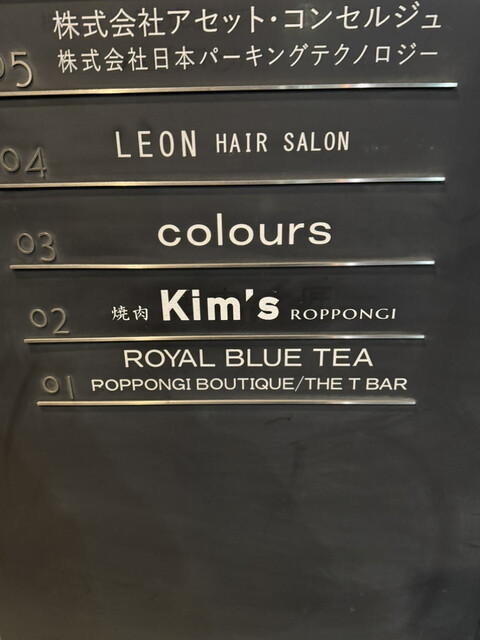 株式会社アセット・コンセルジュ
05 株式会社日本パーキングテクノロジー
04 LEON HAIR SALON
03 colours
02 焼肉 Kim's ROPPONGI
ROYAL BLUE TEA
01 POPPONGI BOUTIQUE/THE T BAR